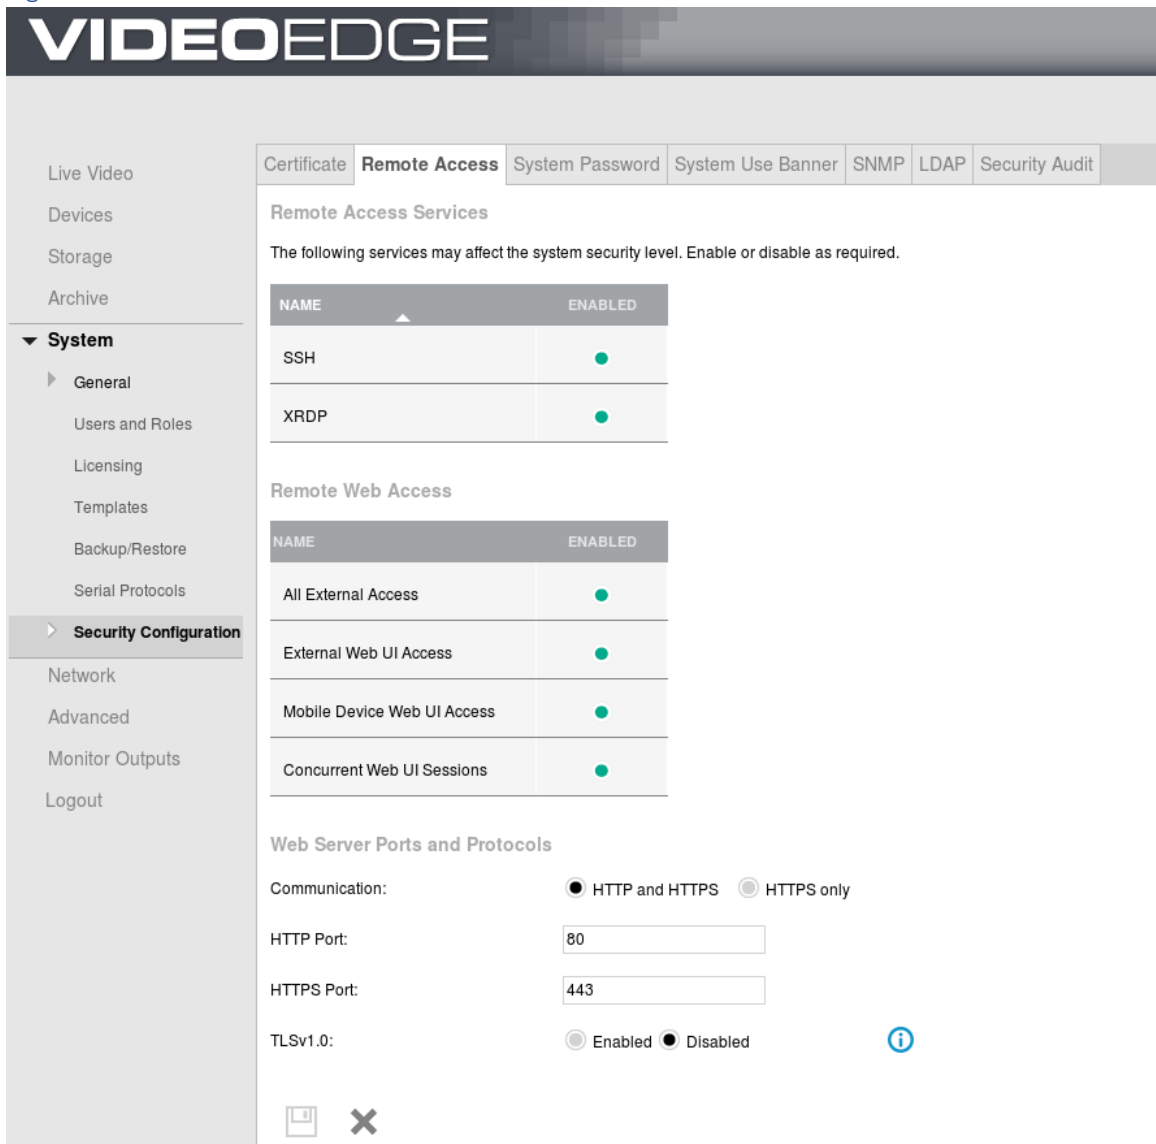 VIDEOEDGE
Certificate Remote Access System Password System Use Banner SNMP LDAP Security Audit
Live Video
Devices
Storage
Archive
System
General
Users and Roles
Licensing
Templates
Backup/Restore
Serial Protocols
Security Configuration
Network
Advanced
Monitor Outputs
Logout
Remote Access Services
The following services may affect the system security level. Enable or disable as required.
NAME ENABLED
SSH
XRDP
Remote Web Access
NAME ENABLED
All External Access
External Web UI Access
Mobile Device Web UI Access
Concurrent Web UI Sessions
Web Server Ports and Protocols
Communication: HTTP and HTTPS HTTPS only
HTTP Port: 80
HTTPS Port: 443
TLSv1.0: Enabled Disabled